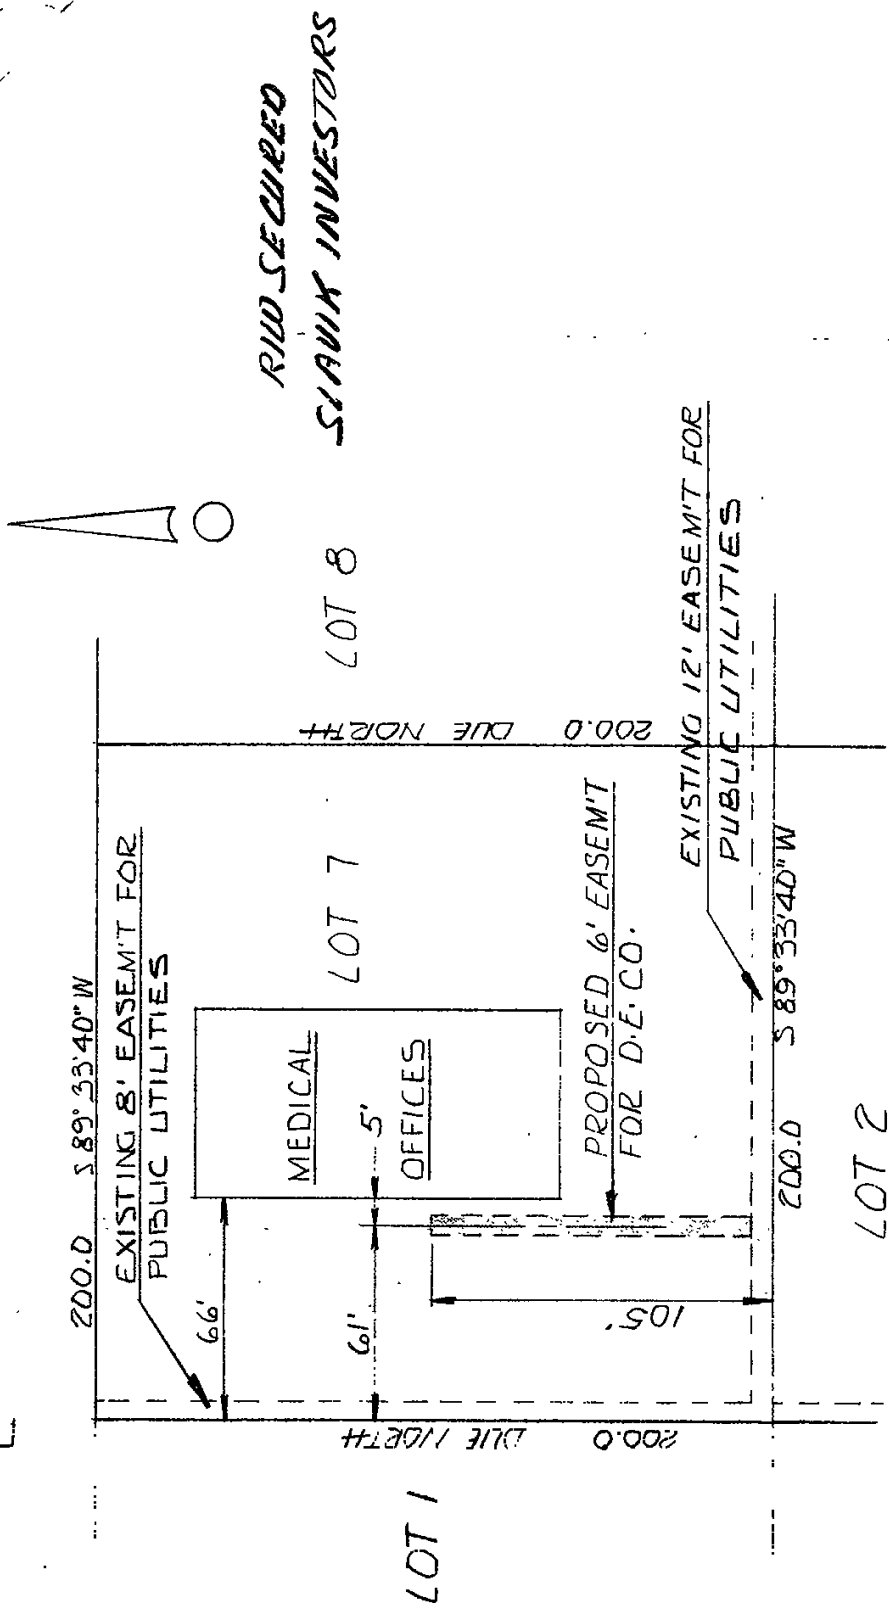 R/W SECURED
SLAVIK INVESTORS
LOT 8
200.0 DUE NORTH
EXISTING 12' EASEM'T FOR
PUBLIC UTILITIES
200.0 S 89° 33' 40" W
EXISTING 8' EASEM'T FOR
PUBLIC UTILITIES
LOT 7
MEDICAL
OFFICES
PROPOSED 6' EASEM'T
FOR D.E. CO.
66'
5'
61'
105'
200.0 S 89° 33' 40" W
200.0 DUE NORTH
LOT 1
LOT 2